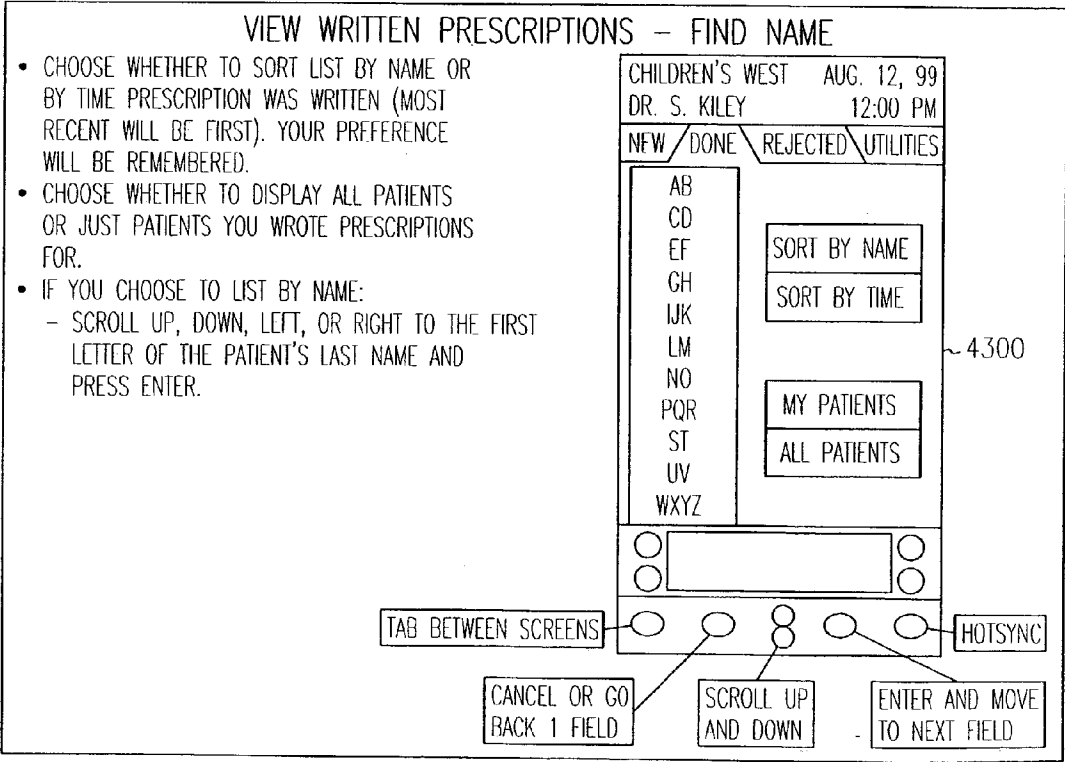 VIEW WRITTEN PRESCRIPTIONS – FIND NAME
• CHOOSE WHETHER TO SORT LIST BY NAME OR
BY TIME PRESCRIPTION WAS WRITTEN (MOST
RECENT WILL BE FIRST). YOUR PREFERENCE
WILL BE REMEMBERED.
• CHOOSE WHETHER TO DISPLAY ALL PATIENTS
OR JUST PATIENTS YOU WROTE PRESCRIPTIONS
FOR.
• IF YOU CHOOSE TO LIST BY NAME:
– SCROLL UP, DOWN, LEFT, OR RIGHT TO THE FIRST
LETTER OF THE PATIENT'S LAST NAME AND
PRESS ENTER.
CHILDREN'S WEST AUG. 12, 99
DR. S. KILEY 12:00 PM
NEW DONE REJECTED UTILITIES
AB
CD
EF
GH
IJK
LM
NO
PQR
ST
UV
WXYZ
SORT BY NAME
SORT BY TIME
MY PATIENTS
ALL PATIENTS
4300
TAB BETWEEN SCREENS
HOTSYNC
CANCEL OR GO
BACK 1 FIELD
SCROLL UP
AND DOWN
ENTER AND MOVE
TO NEXT FIELD